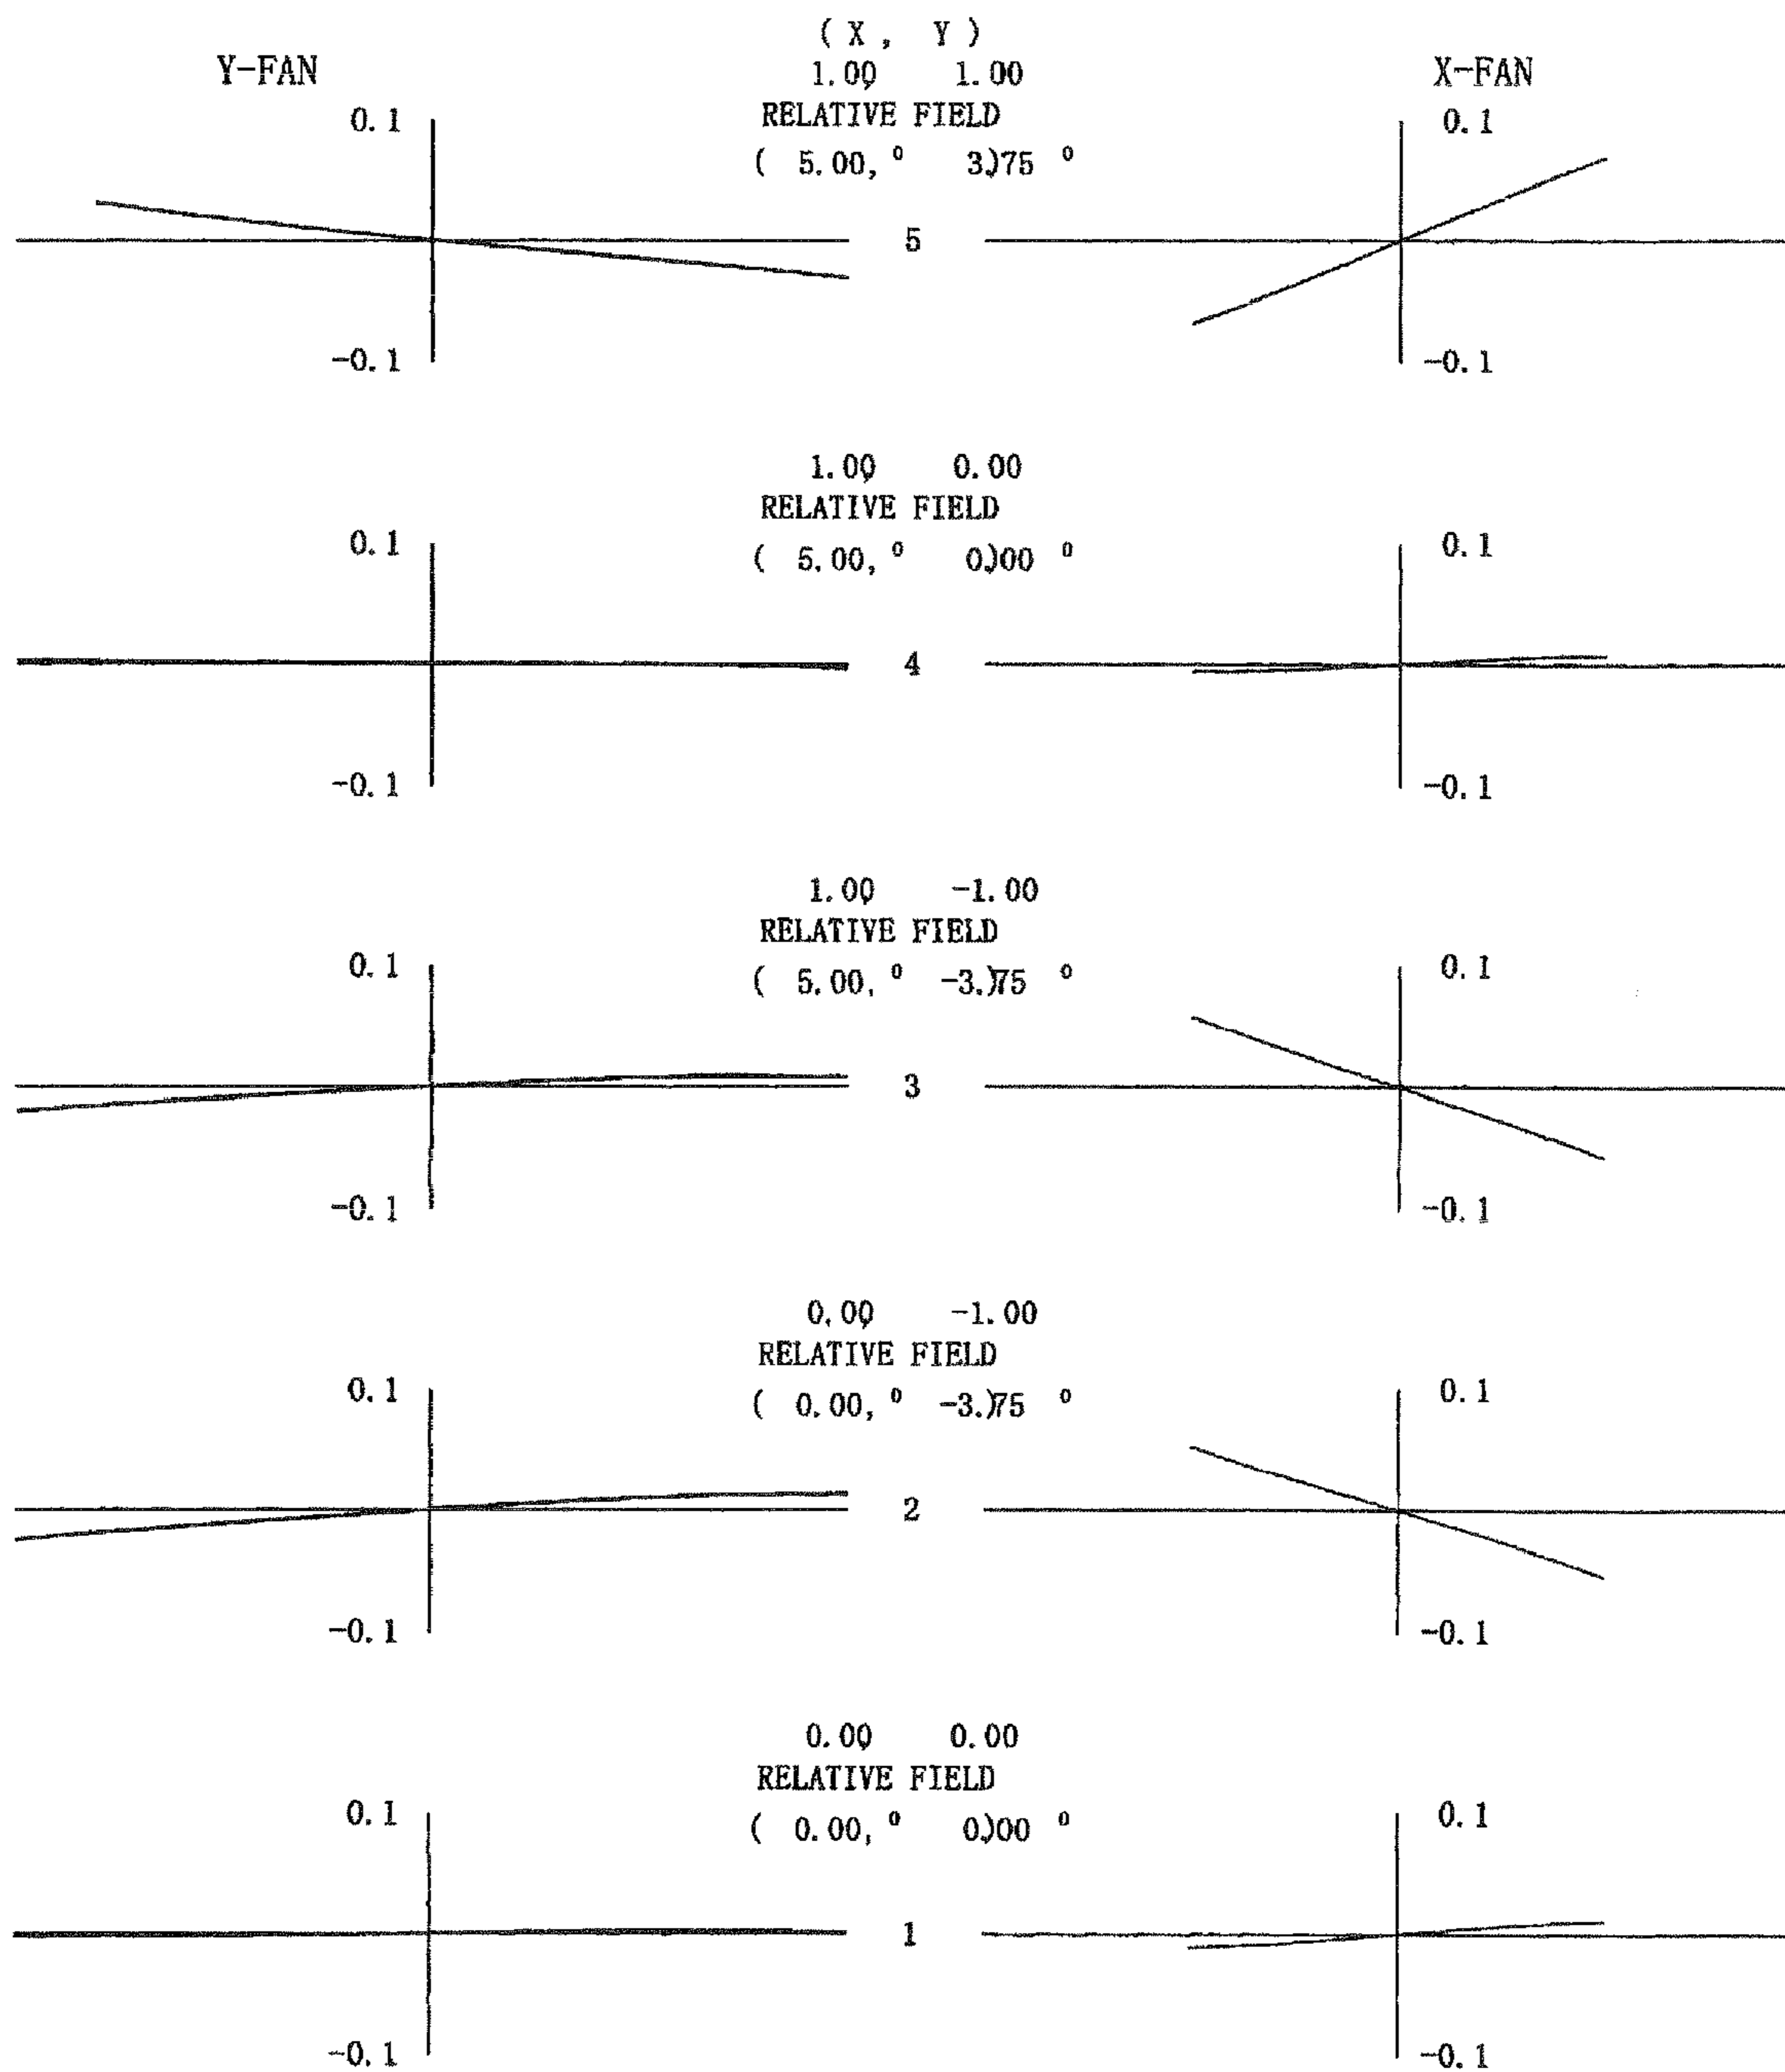 ( X , Y )
Y-FAN 1.00, 1.00 X-FAN
RELATIVE FIELD
0.1 0.1
( 5.00, ° 3.)75 °
5
-0.1 -0.1
1.00, 0.00
RELATIVE FIELD
0.1 0.1
( 5.00, ° 0.)00 °
4
-0.1 -0.1
1.00, -1.00
RELATIVE FIELD
0.1 0.1
( 5.00, ° -3.)75 °
3
-0.1 -0.1
0.00, -1.00
RELATIVE FIELD
0.1 0.1
( 0.00, ° -3.)75 °
2
-0.1 -0.1
0.00, 0.00
RELATIVE FIELD
0.1 0.1
( 0.00, ° 0.)00 °
1
-0.1 -0.1